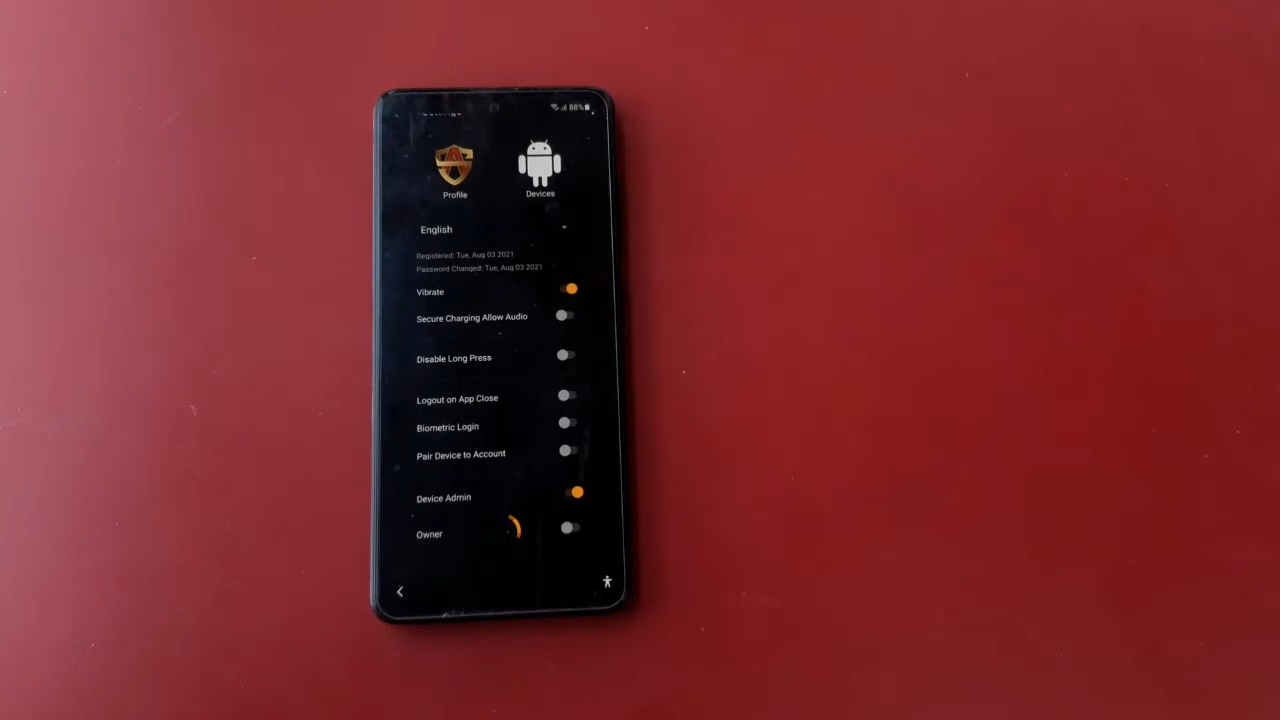 88%
Profile
Devices
English
Registered: Tue, Aug 03 2021
Password Changed: Tue, Aug 03 2021
Vibrate
Secure Charging Allow Audio
Disable Long Press
Logout on App Close
Biometric Login
Pair Device to Account
Device Admin
Owner